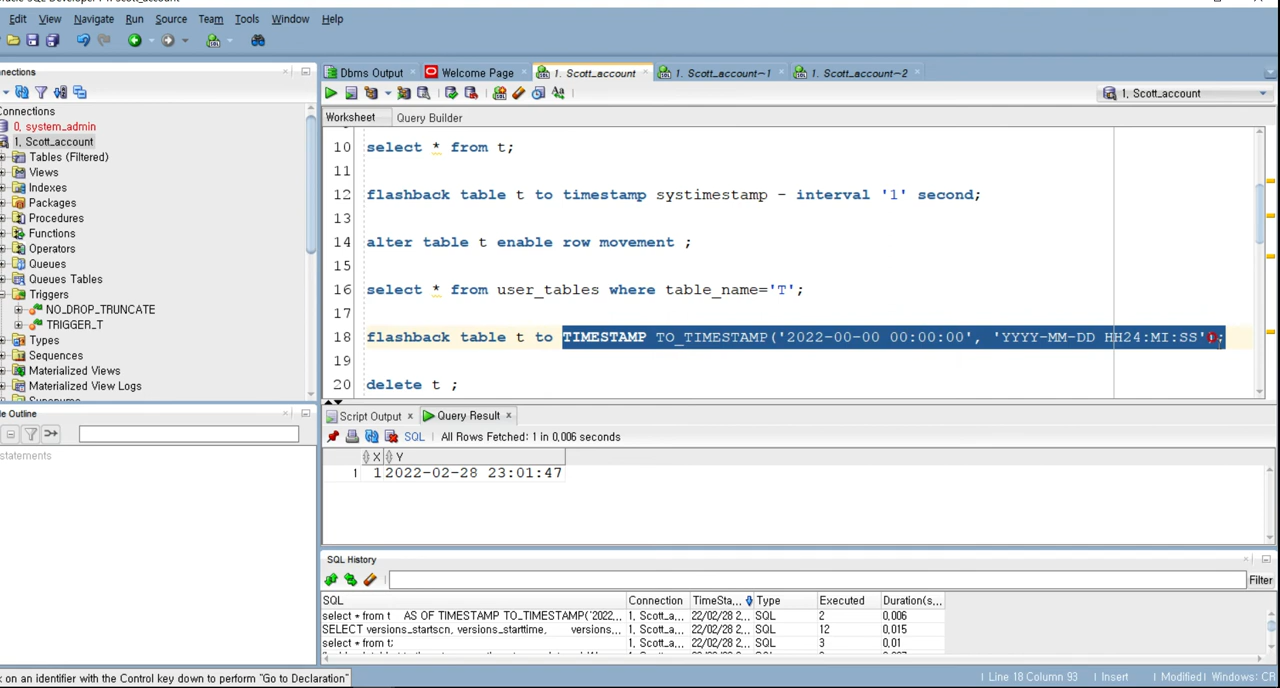 Edit View Navigate Run Source Team Tools Window Help
Dbms Output Welcome Page 1. Scott_account 1. Scott_account~1 1. Scott_account~2
1, Scott_account
Worksheet Query Builder
Connections
0, system_admin
1, Scott_account
Tables (Filtered)
Views
Indexes
Packages
Procedures
Functions
Operators
Queues
Queues Tables
Triggers
NO_DROP_TRUNCATE
TRIGGER_T
Types
Sequences
Materialized Views
Materialized View Logs
10 select * from t;
11
12 flashback table t to timestamp systimestamp - interval '1' second;
13
14 alter table t enable row movement ;
15
16 select * from user_tables where table_name='T';
17
18 flashback table t to TIMESTAMP TO_TIMESTAMP('2022-00-00 00:00:00', 'YYYY-MM-DD HH24:MI:SS');
19
20 delete t ;
le Outline
statements
Script Output Query Result
SQL | All Rows Fetched: 1 in 0,006 seconds
X Y
1 1 2022-02-28 23:01:47
SQL History
Filter
SQL Connection TimeSta... Type Executed Duration(s...
select * from t AS OF TIMESTAMP TO_TIMESTAMP('2022,... 1, Scott_a... 22/02/28 2... SQL 2 0,006
SELECT versions_startscn, versions_starttime, versions,... 1, Scott_a... 22/02/28 2... SQL 12 0,015
select * from t; 1, Scott_a... 22/02/28 2... SQL 3 0,01
on an identifier with the Control key down to perform "Go to Declaration"
Line 18 Column 93 | Insert | Modified | Windows: CR